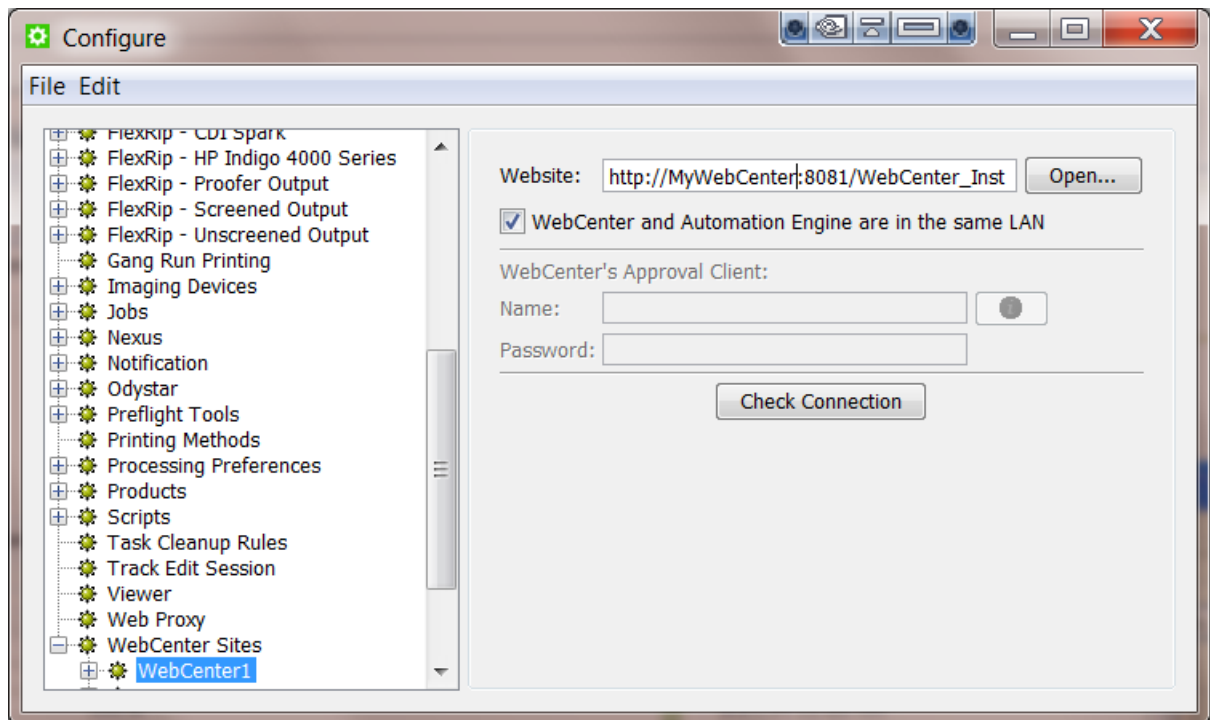 Configure
File Edit
FlexRip - CDI Spark
FlexRip - HP Indigo 4000 Series
FlexRip - Proofer Output
FlexRip - Screened Output
FlexRip - Unscreened Output
Gang Run Printing
Imaging Devices
Jobs
Nexus
Notification
Odystar
Preflight Tools
Printing Methods
Processing Preferences
Products
Scripts
Task Cleanup Rules
Track Edit Session
Viewer
Web Proxy
WebCenter Sites
WebCenter1
Website: http://MyWebCenter:8081/WebCenter_Inst Open...
WebCenter and Automation Engine are in the same LAN
WebCenter's Approval Client:
Name:
Password:
Check Connection